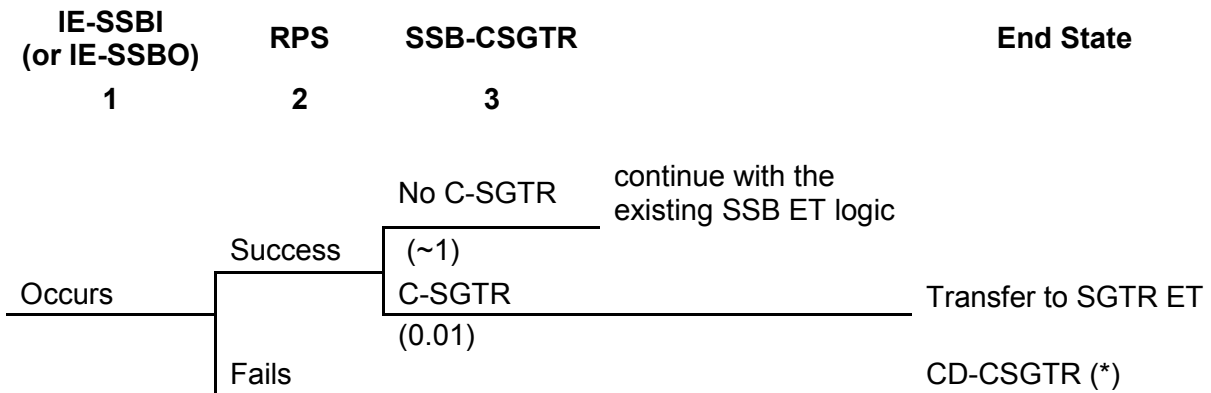 IE-SSBI
(or IE-SSBO)
RPS
SSB-CSGTR
End State
1
2
3
No C-SGTR
continue with the
existing SSB ET logic
Success
(~1)
Occurs
C-SGTR
Transfer to SGTR ET
(0.01)
Fails
CD-CSGTR (*)